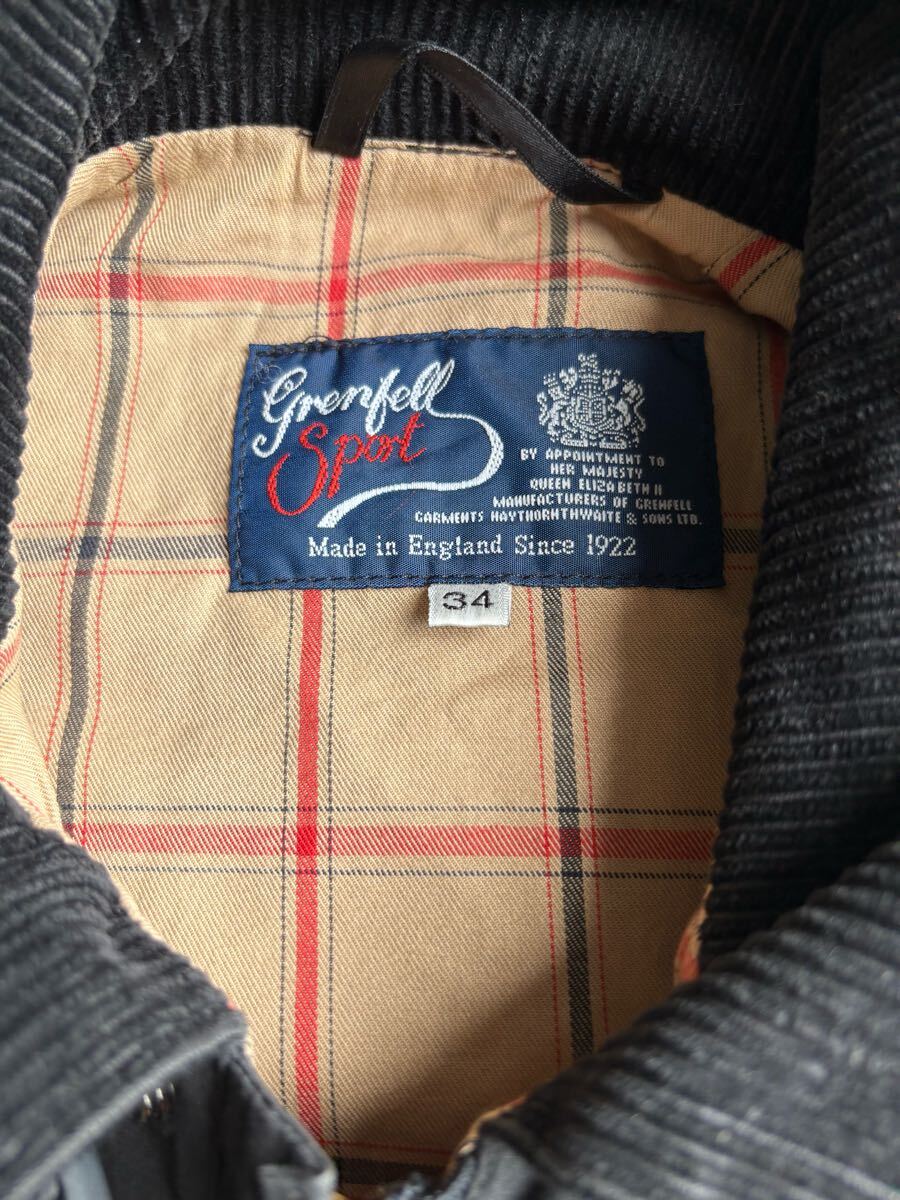 Grenfell
Sport
BY APPOINTMENT TO
HER MAJESTY
QUEEN ELIZABETH II
MANUFACTURERS OF GRENFELL
GARMENTS HAYTHORNTHWAITE & SONS LTD.
Made in England Since 1922
34